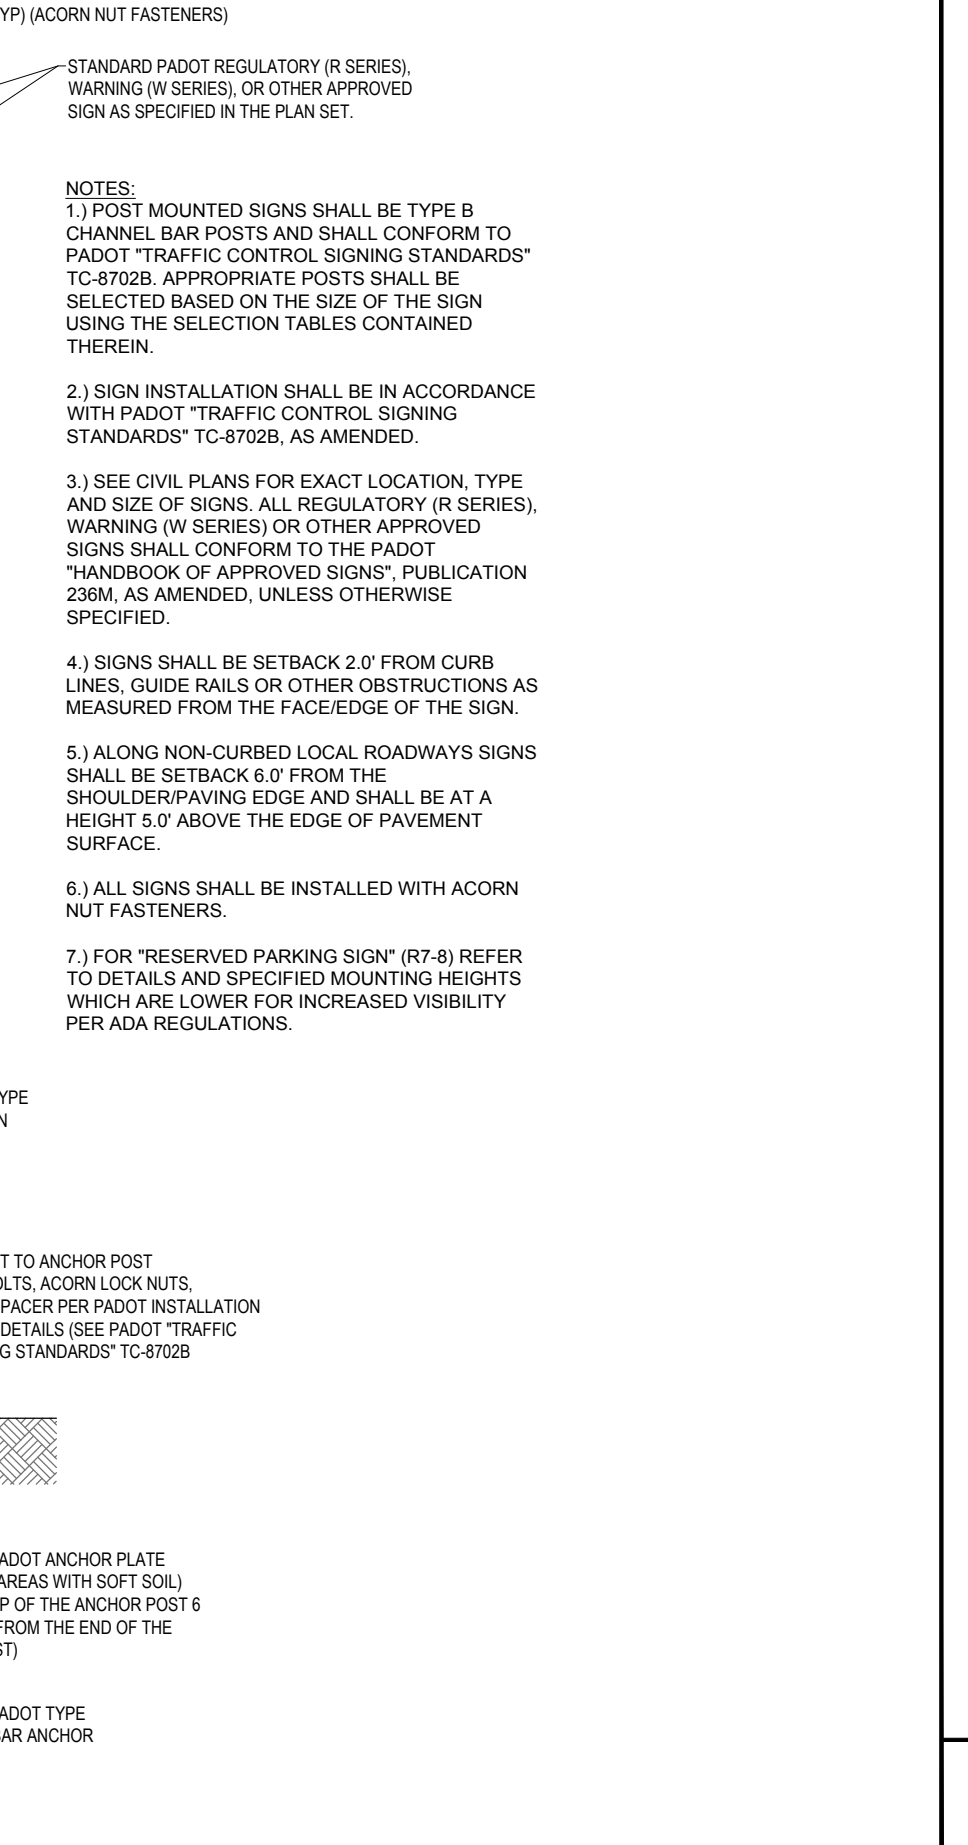 YP) (ACORN NUT FASTENERS)
STANDARD PADOT REGULATORY (R SERIES),
WARNING (W SERIES), OR OTHER APPROVED
SIGN AS SPECIFIED IN THE PLAN SET.
NOTES:
1.) POST MOUNTED SIGNS SHALL BE TYPE B
CHANNEL BAR POSTS AND SHALL CONFORM TO
PADOT "TRAFFIC CONTROL SIGNING STANDARDS"
TC-8702B. APPROPRIATE POSTS SHALL BE
SELECTED BASED ON THE SIZE OF THE SIGN
USING THE SELECTION TABLES CONTAINED
THEREIN.
2.) SIGN INSTALLATION SHALL BE IN ACCORDANCE
WITH PADOT "TRAFFIC CONTROL SIGNING
STANDARDS" TC-8702B, AS AMENDED.
3.) SEE CIVIL PLANS FOR EXACT LOCATION, TYPE
AND SIZE OF SIGNS. ALL REGULATORY (R SERIES),
WARNING (W SERIES) OR OTHER APPROVED
SIGNS SHALL CONFORM TO THE PADOT
"HANDBOOK OF APPROVED SIGNS", PUBLICATION
236M, AS AMENDED, UNLESS OTHERWISE
SPECIFIED.
4.) SIGNS SHALL BE SETBACK 2.0' FROM CURB
LINES, GUIDE RAILS OR OTHER OBSTRUCTIONS AS
MEASURED FROM THE FACE/EDGE OF THE SIGN.
5.) ALONG NON-CURBED LOCAL ROADWAYS SIGNS
SHALL BE SETBACK 6.0' FROM THE
SHOULDER/PAVING EDGE AND SHALL BE AT A
HEIGHT 5.0' ABOVE THE EDGE OF PAVEMENT
SURFACE.
6.) ALL SIGNS SHALL BE INSTALLED WITH ACORN
NUT FASTENERS.
7.) FOR "RESERVED PARKING SIGN" (R7-8) REFER
TO DETAILS AND SPECIFIED MOUNTING HEIGHTS
WHICH ARE LOWER FOR INCREASED VISIBILITY
PER ADA REGULATIONS.
YPE
N
T TO ANCHOR POST
OLTS, ACORN LOCK NUTS,
PACER PER PADOT INSTALLATION
DETAILS (SEE PADOT "TRAFFIC
G STANDARDS" TC-8702B
ADOT ANCHOR PLATE
AREAS WITH SOFT SOIL)
P OF THE ANCHOR POST 6
FROM THE END OF THE
ST)
ADOT TYPE
BAR ANCHOR